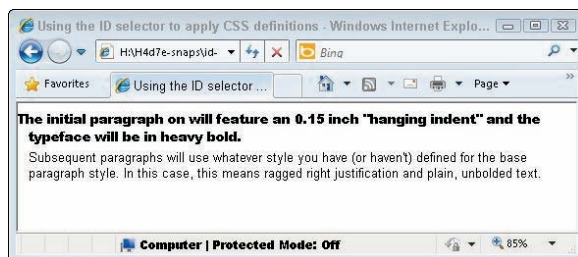 Using the ID selector to apply CSS definitions - Windows Internet Explo...
H:\H4d7e-snaps\id-
Bing
Favorites
Using the ID selector ...
Page
The initial paragraph on will feature an 0.15 inch "hanging indent" and the
typeface will be in heavy bold.
Subsequent paragraphs will use whatever style you have (or haven't) defined for the base
paragraph style. In this case, this means ragged right justification and plain, unbolded text.
Computer | Protected Mode: Off
85%